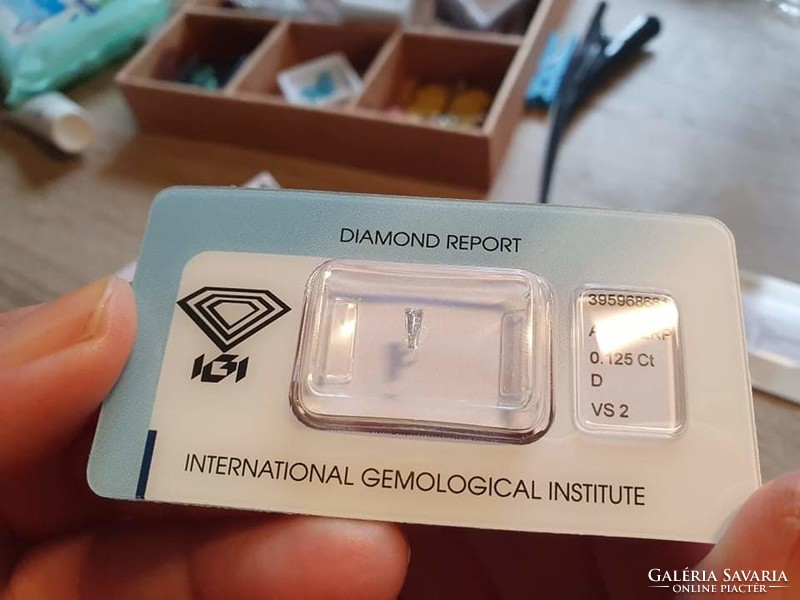 DIAMOND REPORT
IGI
0.125 Ct
D
VS 2
INTERNATIONAL GEMOLOGICAL INSTITUTE
GALÉRIA SAVARIA
ONLINE PIACTÉR